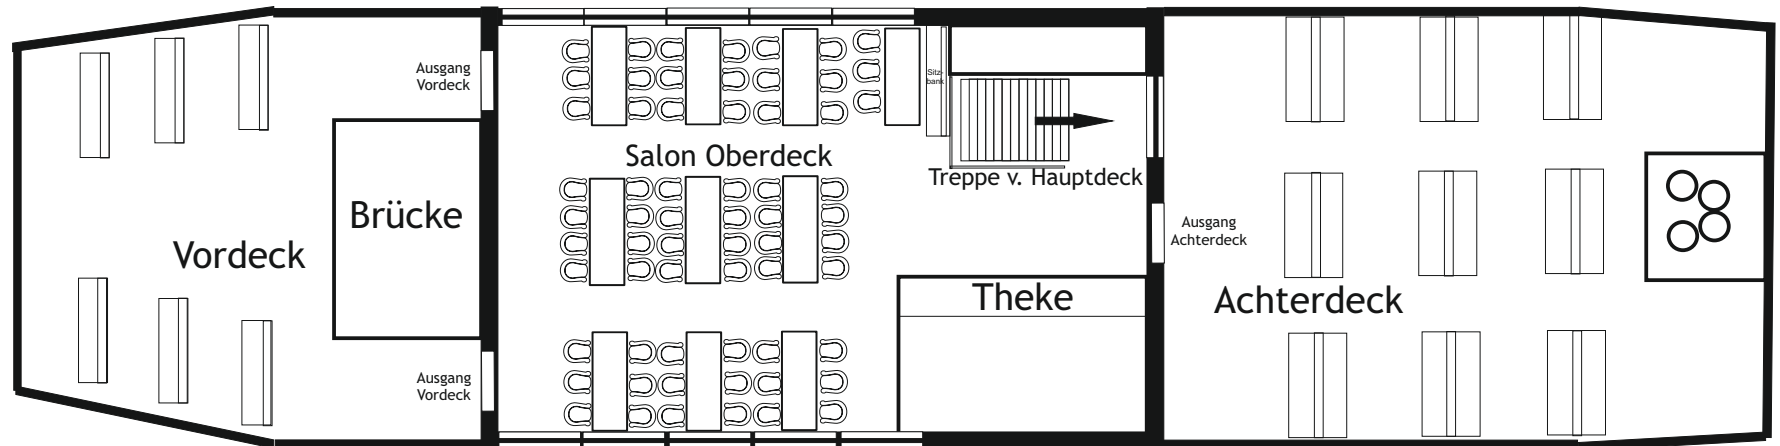 Ausgang
Vordeck
Sitz-
bank
Salon Oberdeck
Treppe v. Hauptdeck
Brücke
Vordeck
Ausgang
Achterdeck
Theke
Achterdeck
Ausgang
Vordeck